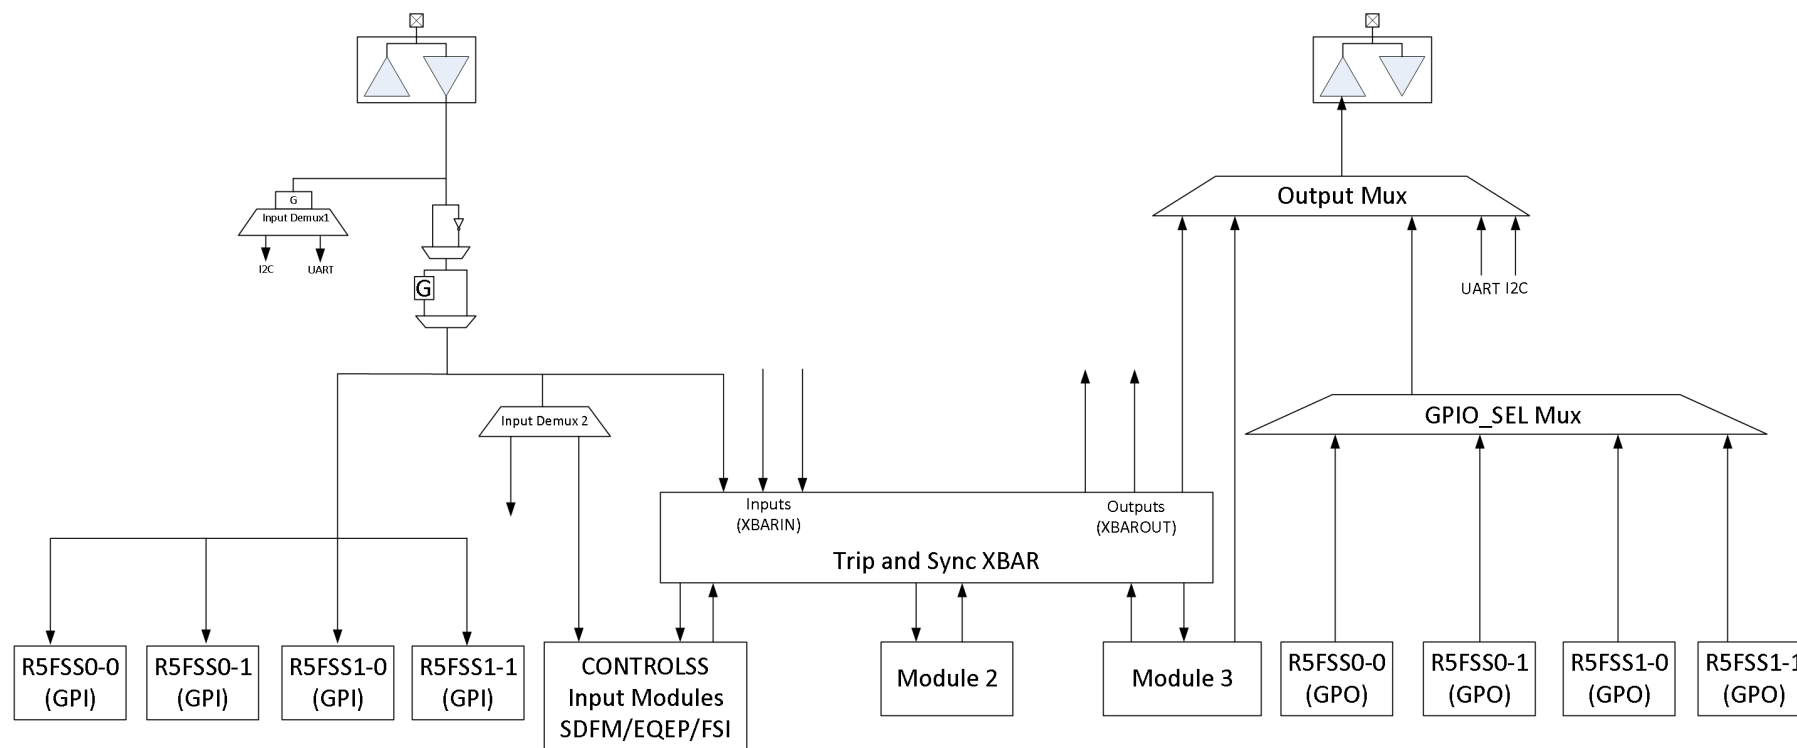 Output Mux
G
Input Demux1
I2C
UART
G
UART I2C
Input Demux 2
GPIO_SEL Mux
Inputs
(XBARIN)
Outputs
(XBAROUT)
Trip and Sync XBAR
R5FSS0-0
(GPI)
R5FSS0-1
(GPI)
R5FSS1-0
(GPI)
R5FSS1-1
(GPI)
CONTROLSS
Input Modules
SDFM/EQEP/FSI
Module 2
Module 3
R5FSS0-0
(GPO)
R5FSS0-1
(GPO)
R5FSS1-0
(GPO)
R5FSS1-1
(GPO)